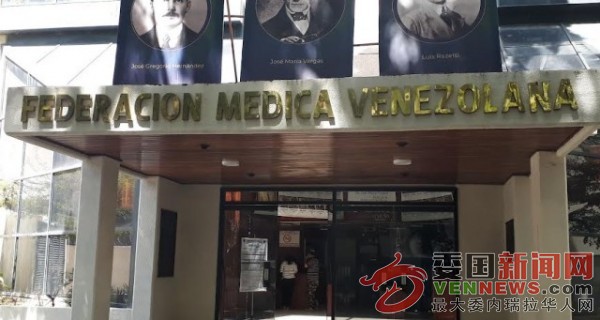 José Gregorio Hernández
José María Vargas
Luis Razetti
FEDERACION MEDICA VENEZOLANA
委国新闻网
VENNEWS.COM
最大委内瑞拉华人网